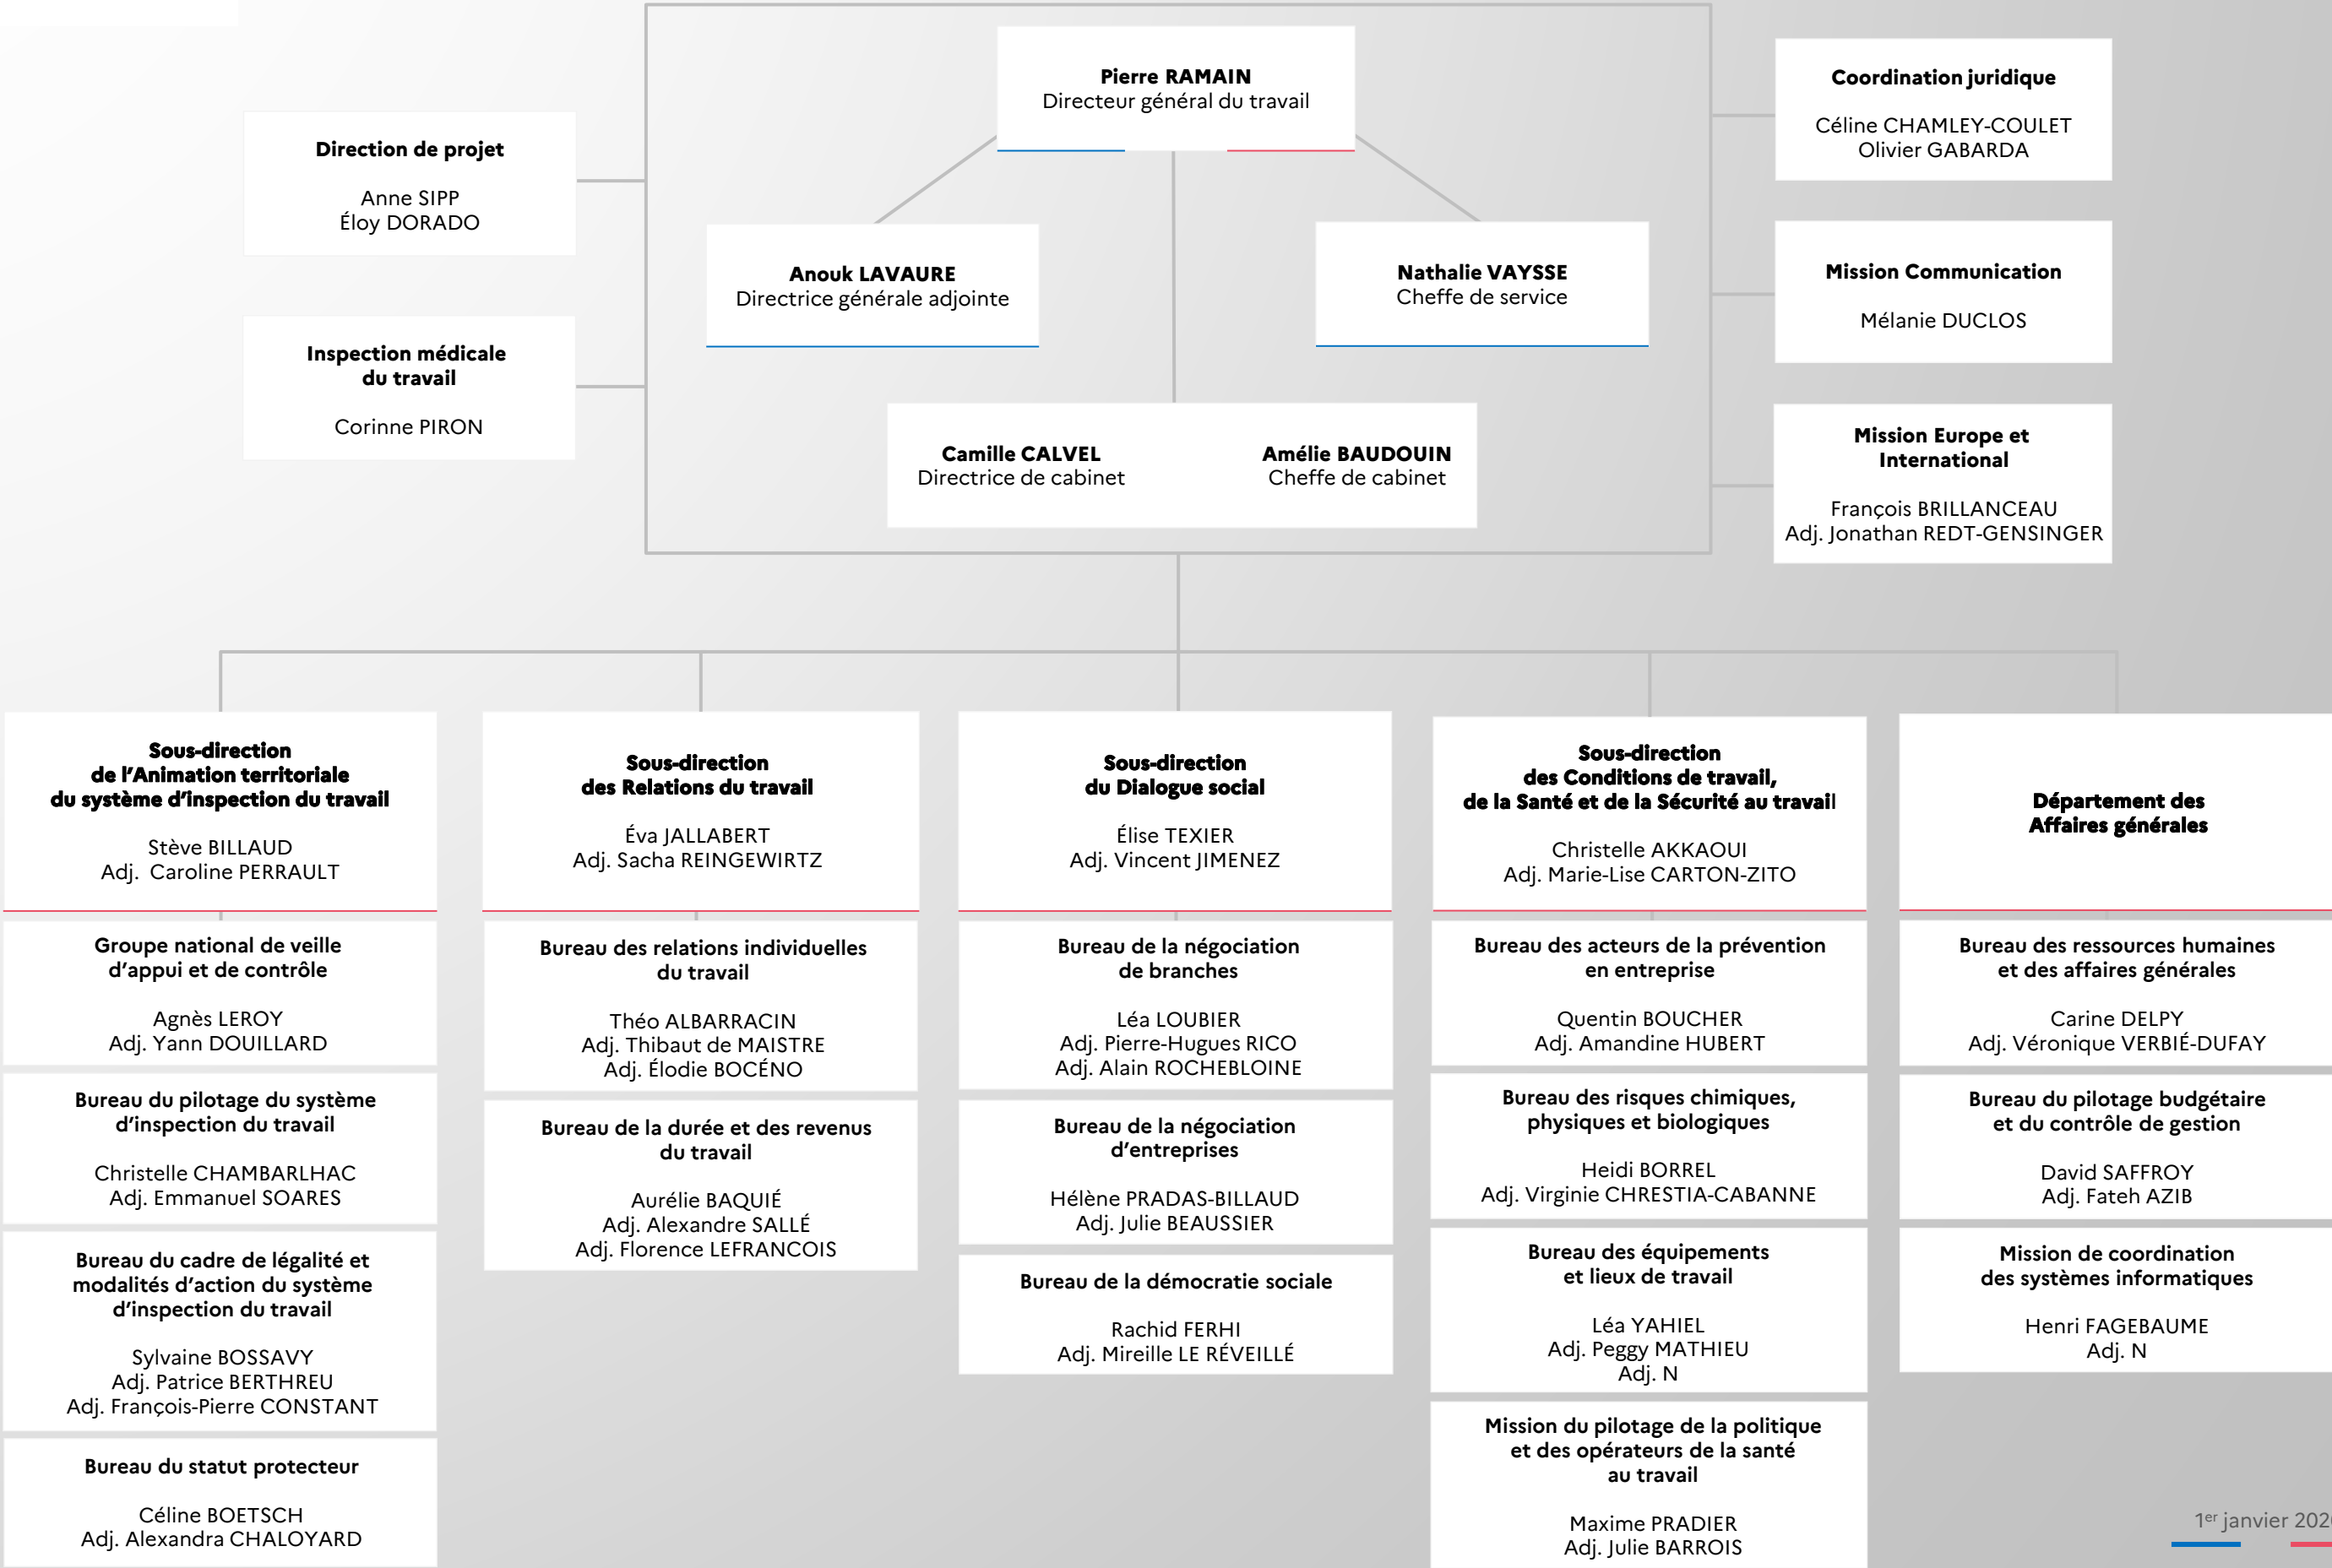 Pierre RAMAIN
Directeur général du travail
Direction de projet
Anne SIPP
Éloy DORADO
Inspection médicale
du travail
Corinne PIRON
Anouk LAVAURE
Directrice générale adjointe
Nathalie VAYSSE
Cheffe de service
Camille CALVEL
Directrice de cabinet
Amélie BAUDOUIN
Cheffe de cabinet
Coordination juridique
Céline CHAMLEY-COULET
Olivier GABARDA
Mission Communication
Mélanie DUCLOS
Mission Europe et
International
François BRILLANCEAU
Adj. Jonathan REDT-GENSINGER
Sous-direction
de l'Animation territoriale
du système d'inspection du travail
Stève BILLAUD
Adj. Caroline PERRAULT
Groupe national de veille
d'appui et de contrôle
Agnès LEROY
Adj. Yann DOUILLARD
Bureau du pilotage du système
d'inspection du travail
Christelle CHAMBARLHAC
Adj. Emmanuel SOARES
Bureau du cadre de légalité et
modalités d'action du système
d'inspection du travail
Sylvaine BOSSAVY
Adj. Patrice BERTHREU
Adj. François-Pierre CONSTANT
Bureau du statut protecteur
Céline BOETSCH
Adj. Alexandra CHALOYARD
Sous-direction
des Relations du travail
Éva JALLABERT
Adj. Sacha REINGEWIRTZ
Bureau des relations individuelles
du travail
Théo ALBARRACIN
Adj. Thibaut de MAISTRE
Adj. Élodie BOCÉNO
Bureau de la durée et des revenus
du travail
Aurélie BAQUIÉ
Adj. Alexandre SALLÉ
Adj. Florence LEFRANCOIS
Sous-direction
du Dialogue social
Élise TEXIER
Adj. Vincent JIMENEZ
Bureau de la négociation
de branches
Léa LOUBIER
Adj. Pierre-Hugues RICO
Adj. Alain ROCHEBLOINE
Bureau de la négociation
d'entreprises
Hélène PRADAS-BILLAUD
Adj. Julie BEAUSSIER
Bureau de la démocratie sociale
Rachid FERHI
Adj. Mireille LE RÉVEILLÉ
Sous-direction
des Conditions de travail,
de la Santé et de la Sécurité au travail
Christelle AKKAOUI
Adj. Marie-Lise CARTON-ZITO
Bureau des acteurs de la prévention
en entreprise
Quentin BOUCHER
Adj. Amandine HUBERT
Bureau des risques chimiques,
physiques et biologiques
Heidi BORREL
Adj. Virginie CHRESTIA-CABANNE
Bureau des équipements
et lieux de travail
Léa YAHIEL
Adj. Peggy MATHIEU
Adj. N
Mission du pilotage de la politique
et des opérateurs de la santé
au travail
Maxime PRADIER
Adj. Julie BARROIS
Département des
Affaires générales
Bureau des ressources humaines
et des affaires générales
Carine DELPY
Adj. Véronique VERBIÉ-DUFAY
Bureau du pilotage budgétaire
et du contrôle de gestion
David SAFFROY
Adj. Fateh AZIB
Mission de coordination
des systèmes informatiques
Henri FAGEBAUME
Adj. N
1er janvier